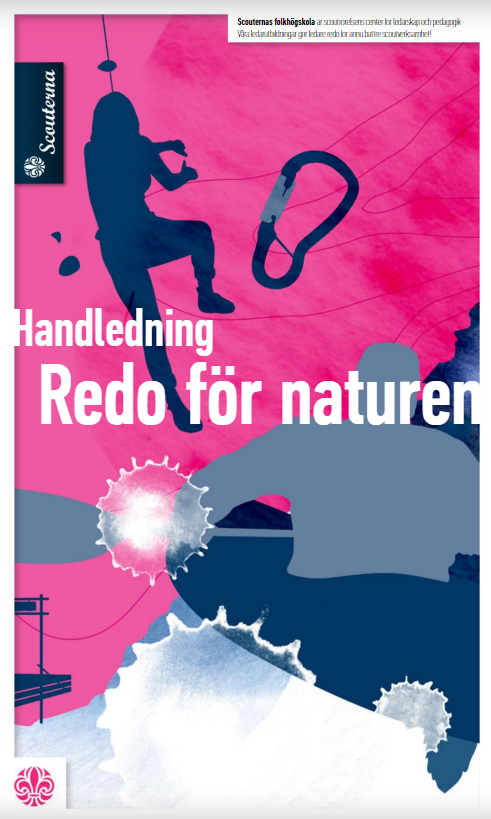 Scouternas folkhögskola är scoutrörelsens center för ledarskap och pedagogik
Våra ledarutbildningar gör ledare redo för ännu bättre scoutverksamhet!
Scouterna
Handledning
Redo för naturen